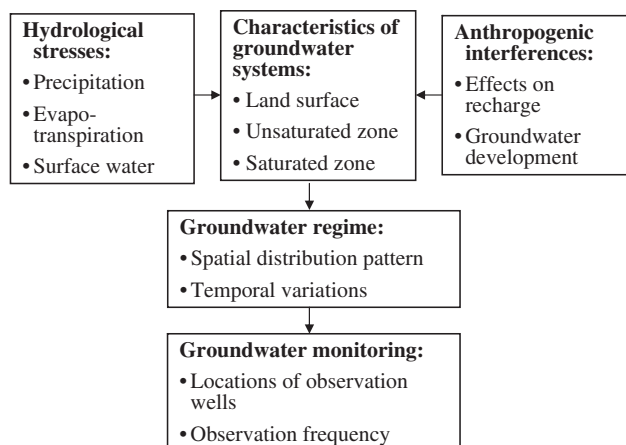 Hydrological
stresses:
• Precipitation
• Evapo-
transpiration
• Surface water
Characteristics of
groundwater
systems:
• Land surface
• Unsaturated zone
• Saturated zone
Anthropogenic
interferences:
• Effects on
recharge
• Groundwater
development
Groundwater regime:
• Spatial distribution pattern
• Temporal variations
Groundwater monitoring:
• Locations of observation
wells
• Observation frequency